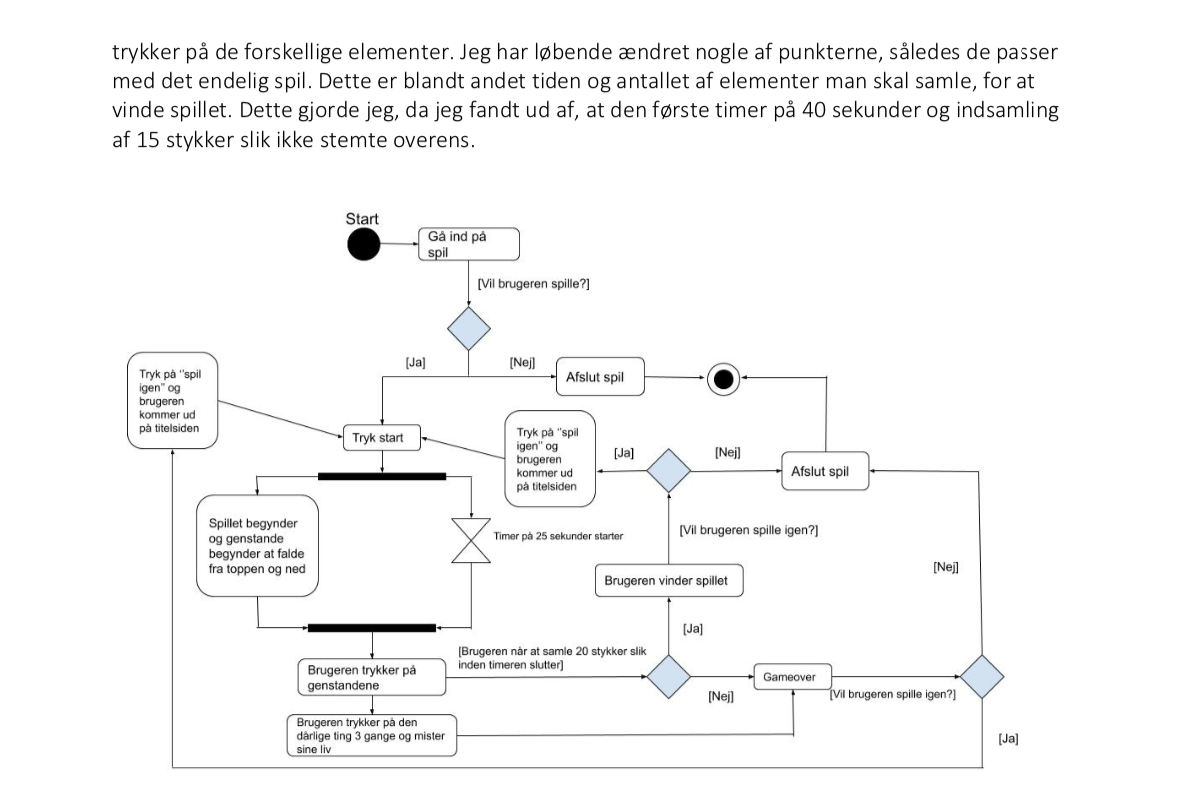 trykker på de forskellige elementer. Jeg har løbende ændret nogle af punkterne, således de passer
med det endelig spil. Dette er blandt andet tiden og antallet af elementer man skal samle, for at
vinde spillet. Dette gjorde jeg, da jeg fandt ud af, at den første timer på 40 sekunder og indsamling
af 15 stykker slik ikke stemte overens.
Start
Gå ind på
spil
[Vil brugeren spille?]
[Ja]
[Nej]
Afslut spil
Tryk på "spil
igen" og
brugeren
kommer ud
på titelsiden
Tryk start
Tryk på "spil
igen" og
brugeren
kommer ud
på titelsiden
[Ja]
[Nej]
Afslut spil
Spillet begynder
og genstande
begynder at falde
fra toppen og ned
Timer på 25 sekunder starter
[Vil brugeren spille igen?]
[Nej]
Brugeren vinder spillet
[Ja]
[Brugeren når at samle 20 stykker slik
inden timeren slutter]
Brugeren trykker på
genstandene
[Nej]
Gameover
[Vil brugeren spille igen?]
Brugeren trykker på den
dårlige ting 3 gange og mister
sine liv
[Ja]